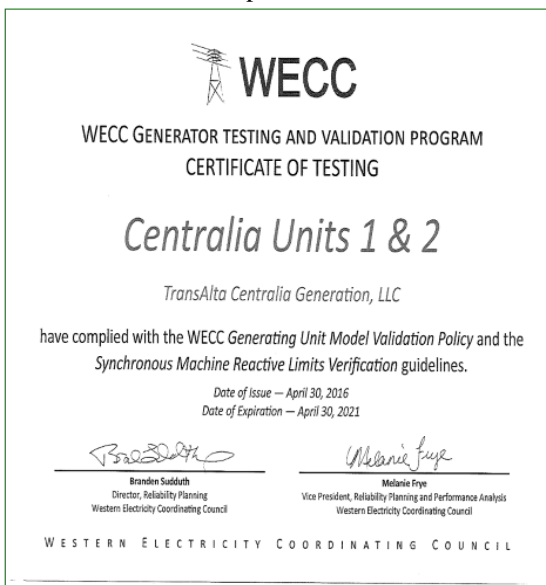 WECC
WECC GENERATOR TESTING AND VALIDATION PROGRAM
CERTIFICATE OF TESTING
Centralia Units 1 & 2
TransAlta Centralia Generation, LLC
have complied with the WECC Generating Unit Model Validation Policy and the
Synchronous Machine Reactive Limits Verification guidelines.
Date of Issue — April 30, 2016
Date of Expiration — April 30, 2021
Melanie Frye
Branden Sudduth
Director, Reliability Planning
Western Electricity Coordinating Council
Melanie Frye
Vice President, Reliability Planning and Performance Analysis
Western Electricity Coordinating Council
WESTERN ELECTRICITY COORDINATING COUNCIL